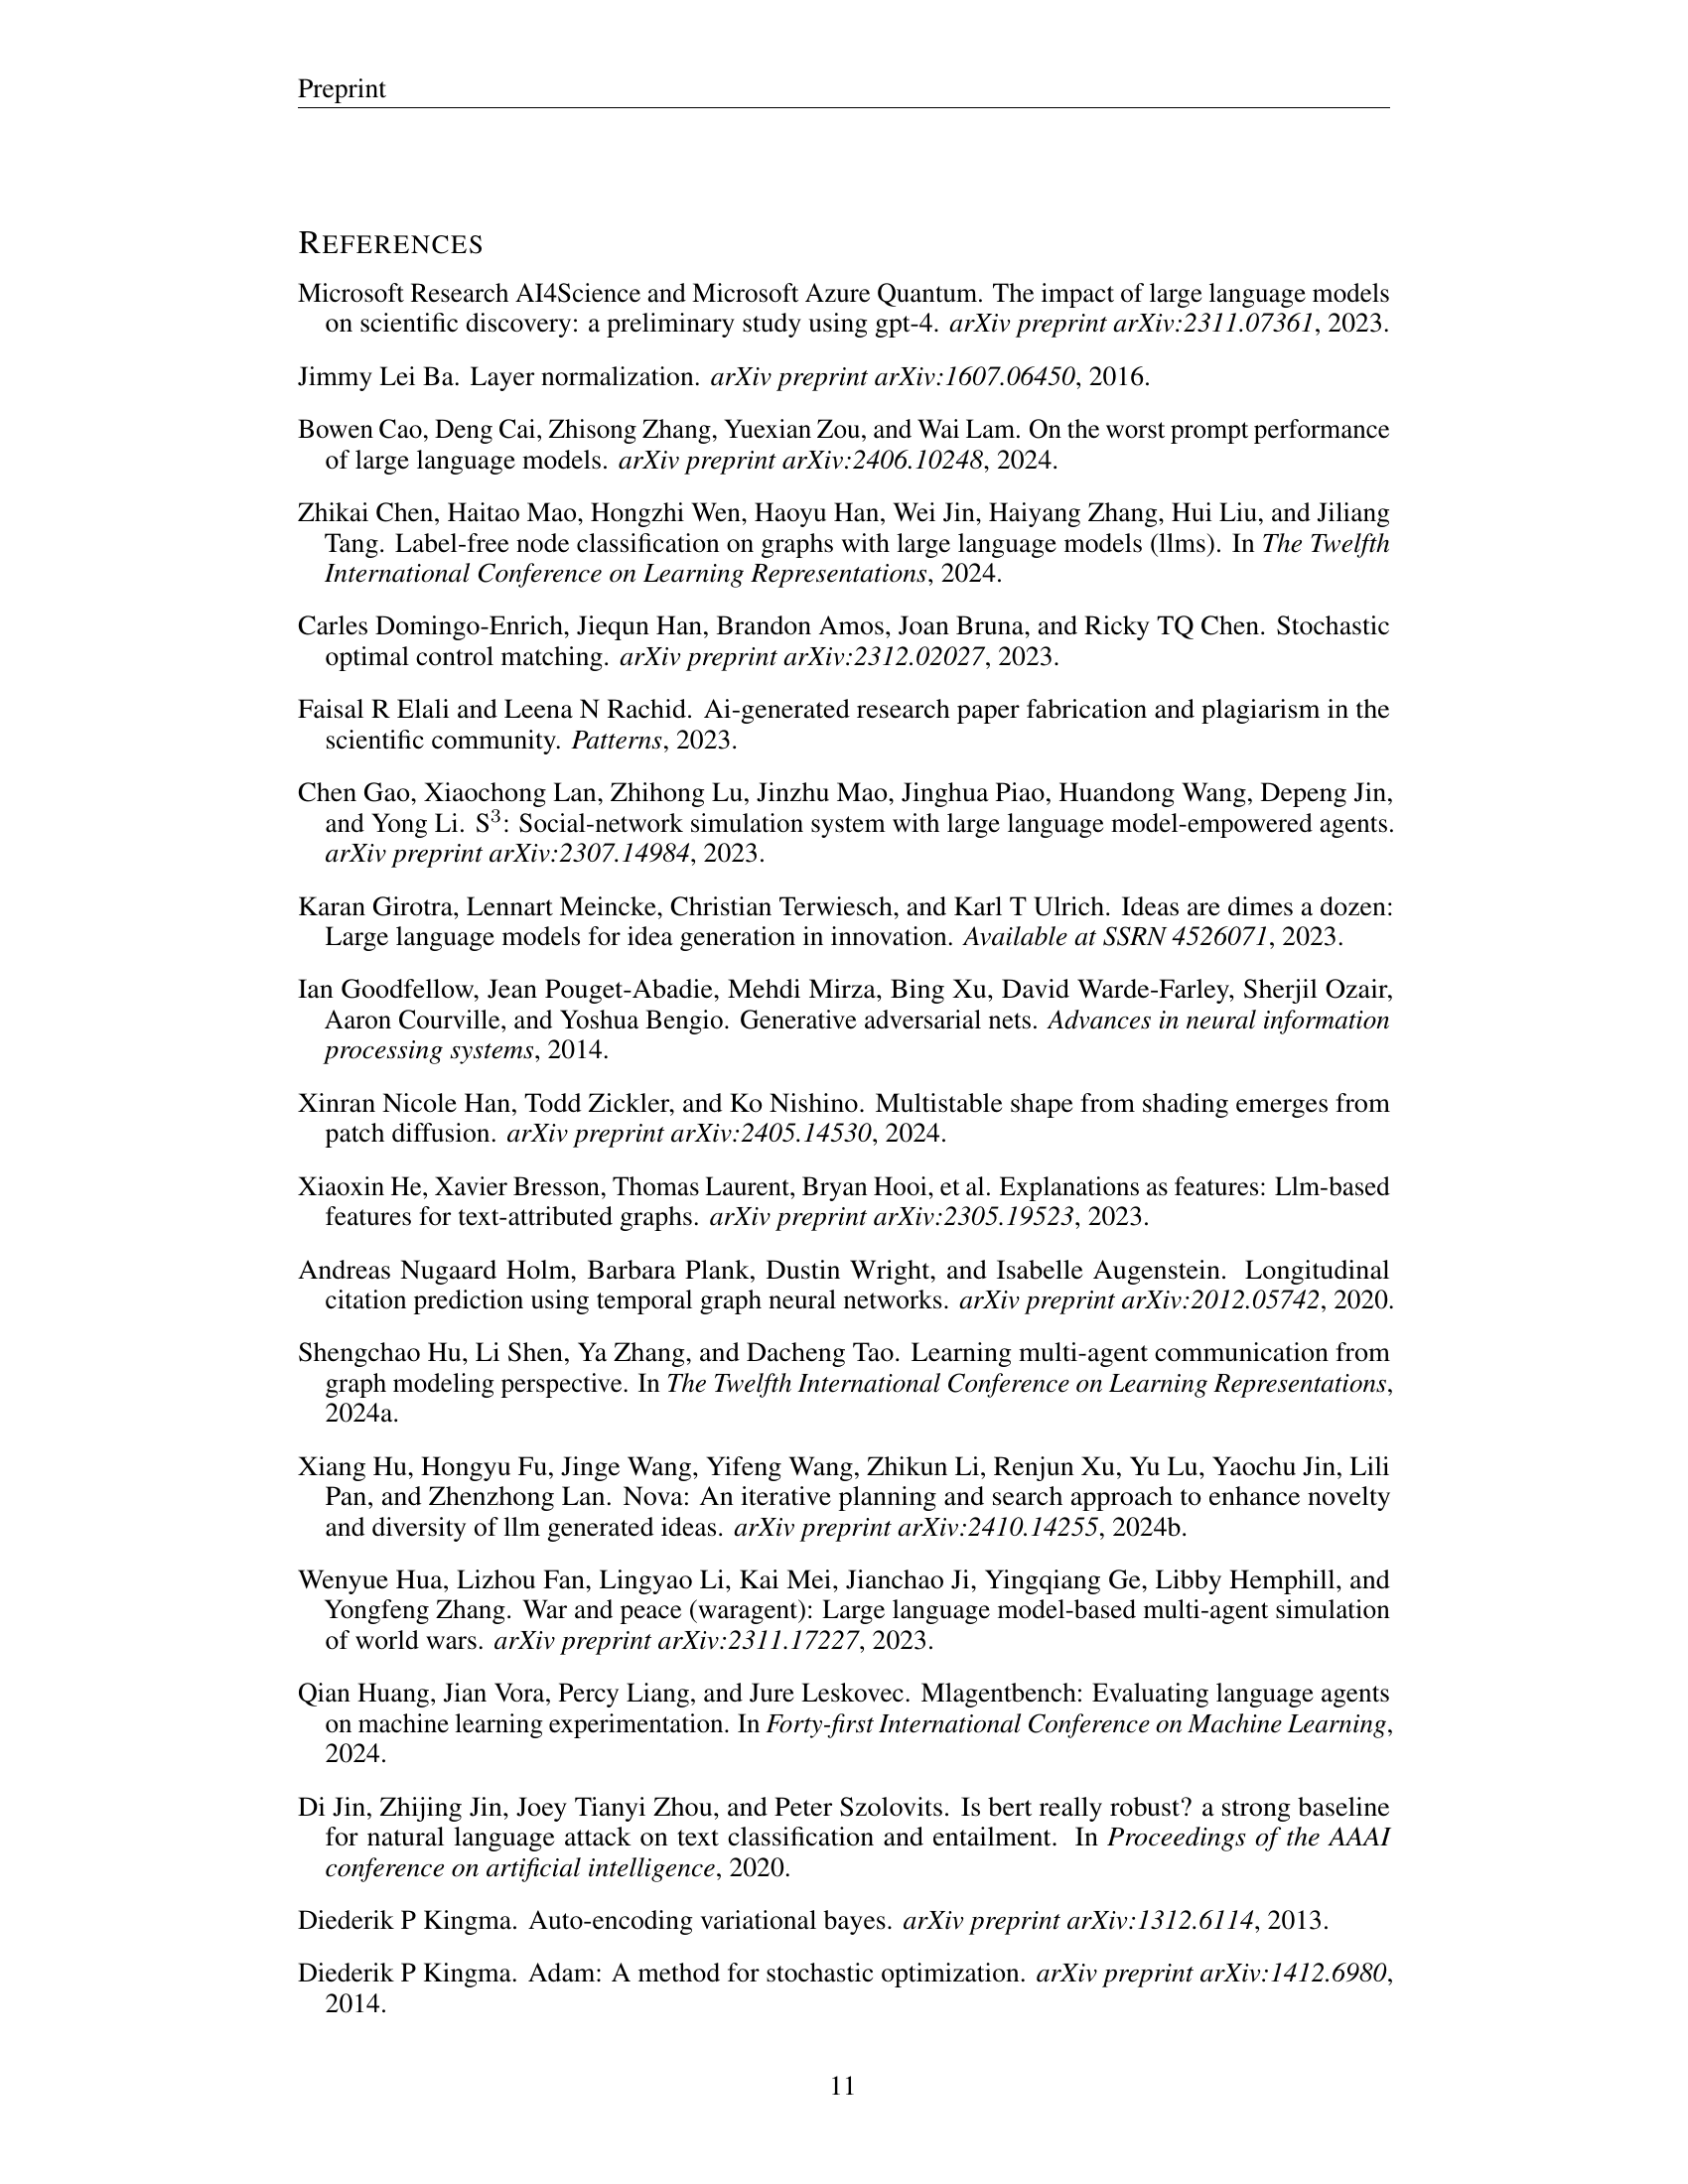 Preprint
REFERENCES
Microsoft Research AI4Science and Microsoft Azure Quantum. The impact of large language models
on scientific discovery: a preliminary study using gpt-4. arXiv preprint arXiv:2311.07361, 2023.
Jimmy Lei Ba. Layer normalization. arXiv preprint arXiv:1607.06450, 2016.
Bowen Cao, Deng Cai, Zhisong Zhang, Yuexian Zou, and Wai Lam. On the worst prompt performance
of large language models. arXiv preprint arXiv:2406.10248, 2024.
Zhikai Chen, Haitao Mao, Hongzhi Wen, Haoyu Han, Wei Jin, Haiyang Zhang, Hui Liu, and Jiliang
Tang. Label-free node classification on graphs with large language models (llms). In The Twelfth
International Conference on Learning Representations, 2024.
Carles Domingo-Enrich, Jiequn Han, Brandon Amos, Joan Bruna, and Ricky TQ Chen. Stochastic
optimal control matching. arXiv preprint arXiv:2312.02027, 2023.
Faisal R Elali and Leena N Rachid. Ai-generated research paper fabrication and plagiarism in the
scientific community. Patterns, 2023.
Chen Gao, Xiaochong Lan, Zhihong Lu, Jinzhu Mao, Jinghua Piao, Huandong Wang, Depeng Jin,
and Yong Li. S³: Social-network simulation system with large language model-empowered agents.
arXiv preprint arXiv:2307.14984, 2023.
Karan Girotra, Lennart Meincke, Christian Terwiesch, and Karl T Ulrich. Ideas are dimes a dozen:
Large language models for idea generation in innovation. Available at SSRN 4526071, 2023.
Ian Goodfellow, Jean Pouget-Abadie, Mehdi Mirza, Bing Xu, David Warde-Farley, Sherjil Ozair,
Aaron Courville, and Yoshua Bengio. Generative adversarial nets. Advances in neural information
processing systems, 2014.
Xinran Nicole Han, Todd Zickler, and Ko Nishino. Multistable shape from shading emerges from
patch diffusion. arXiv preprint arXiv:2405.14530, 2024.
Xiaoxin He, Xavier Bresson, Thomas Laurent, Bryan Hooi, et al. Explanations as features: Llm-based
features for text-attributed graphs. arXiv preprint arXiv:2305.19523, 2023.
Andreas Nugaard Holm, Barbara Plank, Dustin Wright, and Isabelle Augenstein. Longitudinal
citation prediction using temporal graph neural networks. arXiv preprint arXiv:2012.05742, 2020.
Shengchao Hu, Li Shen, Ya Zhang, and Dacheng Tao. Learning multi-agent communication from
graph modeling perspective. In The Twelfth International Conference on Learning Representations,
2024a.
Xiang Hu, Hongyu Fu, Jinge Wang, Yifeng Wang, Zhikun Li, Renjun Xu, Yu Lu, Yaochu Jin, Lili
Pan, and Zhenzhong Lan. Nova: An iterative planning and search approach to enhance novelty
and diversity of llm generated ideas. arXiv preprint arXiv:2410.14255, 2024b.
Wenyue Hua, Lizhou Fan, Lingyao Li, Kai Mei, Jianchao Ji, Yingqiang Ge, Libby Hemphill, and
Yongfeng Zhang. War and peace (waragent): Large language model-based multi-agent simulation
of world wars. arXiv preprint arXiv:2311.17227, 2023.
Qian Huang, Jian Vora, Percy Liang, and Jure Leskovec. Mlagentbench: Evaluating language agents
on machine learning experimentation. In Forty-first International Conference on Machine Learning,
2024.
Di Jin, Zhijing Jin, Joey Tianyi Zhou, and Peter Szolovits. Is bert really robust? a strong baseline
for natural language attack on text classification and entailment. In Proceedings of the AAAI
conference on artificial intelligence, 2020.
Diederik P Kingma. Auto-encoding variational bayes. arXiv preprint arXiv:1312.6114, 2013.
Diederik P Kingma. Adam: A method for stochastic optimization. arXiv preprint arXiv:1412.6980,
2014.
11